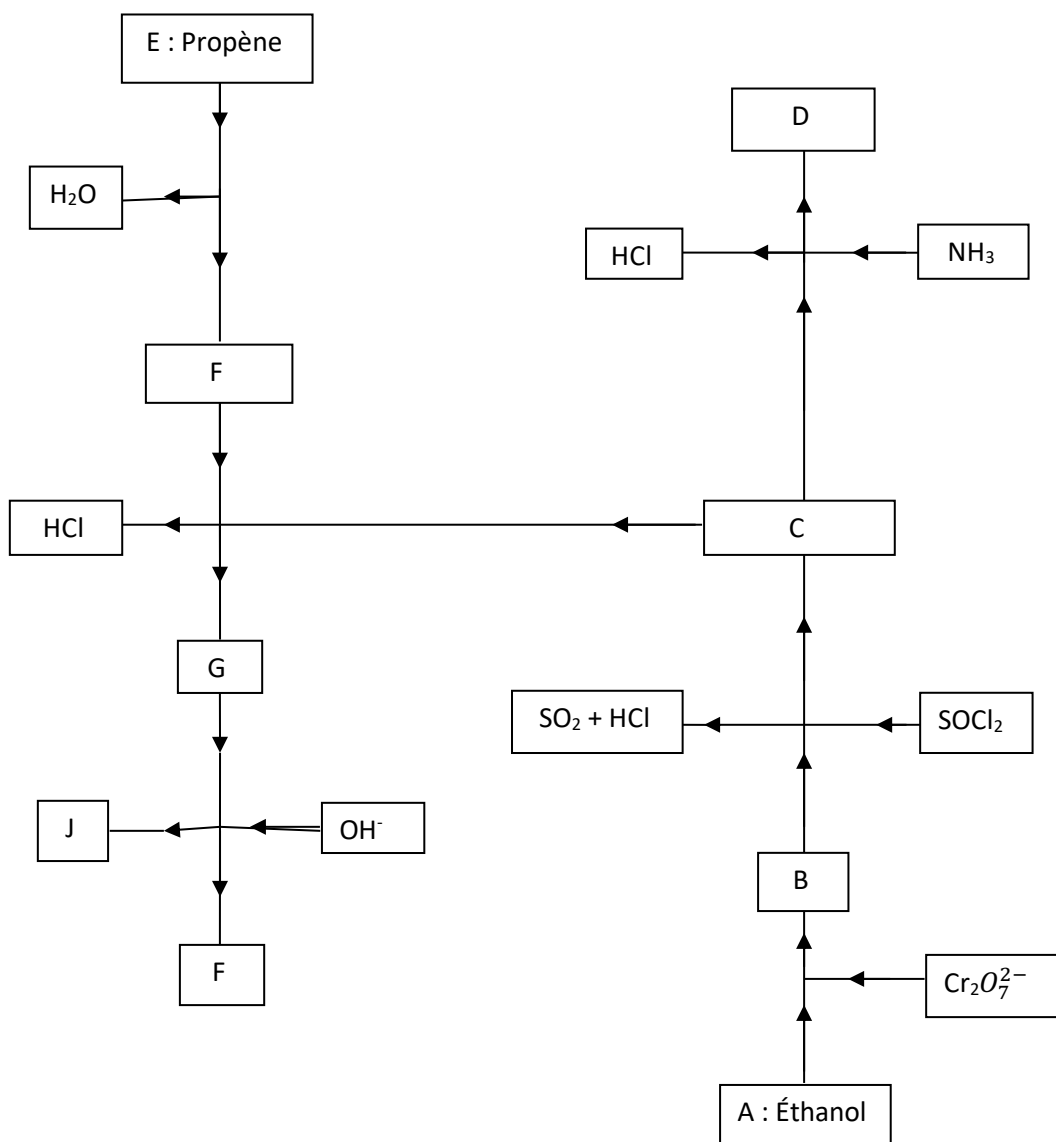 E : Propène
D
H₂O
HCl
NH₃
F
HCl
C
G
SO₂ + HCl
SOCl₂
J
OH⁻
B
F
Cr₂O₇²⁻
A : Éthanol